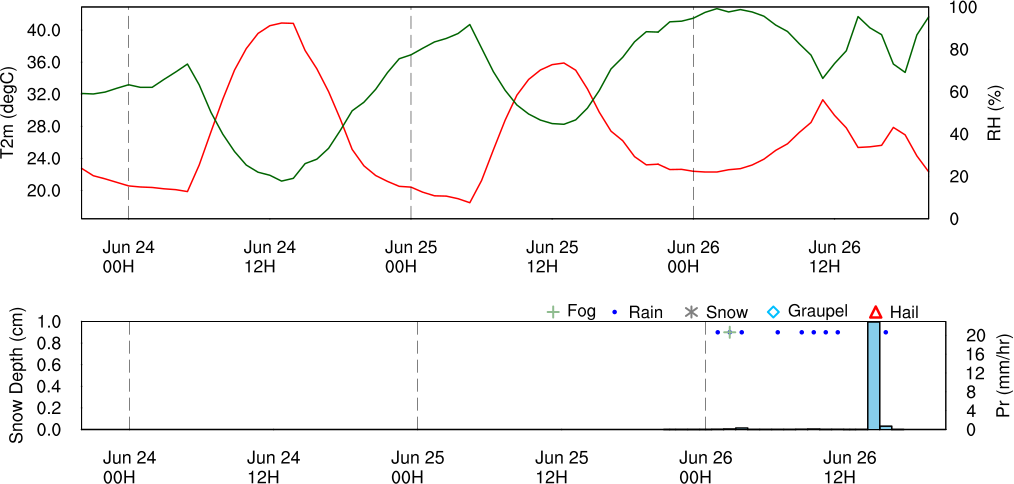 T2m (degC)
40.0
36.0
32.0
28.0
24.0
20.0
RH (%)
100
80
60
40
20
0
Jun 24 Jun 24 Jun 25 Jun 25 Jun 26 Jun 26
00H 12H 00H 12H 00H 12H
Fog Rain Snow Graupel Hail
Snow Depth (cm)
1.0
0.8
0.6
0.4
0.2
0.0
Pr (mm/hr)
20
16
12
8
4
0
Jun 24 Jun 24 Jun 25 Jun 25 Jun 26 Jun 26
00H 12H 00H 12H 00H 12H